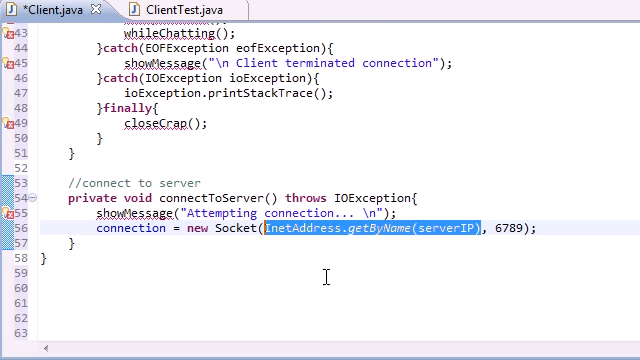 *Client.java
ClientTest.java
43 whileChatting();
44 }catch(EOFException eofException){
45 showMessage("\n Client terminated connection");
46 }catch(IOException ioException){
47 ioException.printStackTrace();
48 }finally{
49 closeCrap();
50 }
51 }
52
53 //connect to server
54 private void connectToServer() throws IOException{
55 showMessage("Attempting connection... \n");
56 connection = new Socket(InetAddress.getByName(serverIP), 6789);
57 }
58 }
59
60
61
62
63